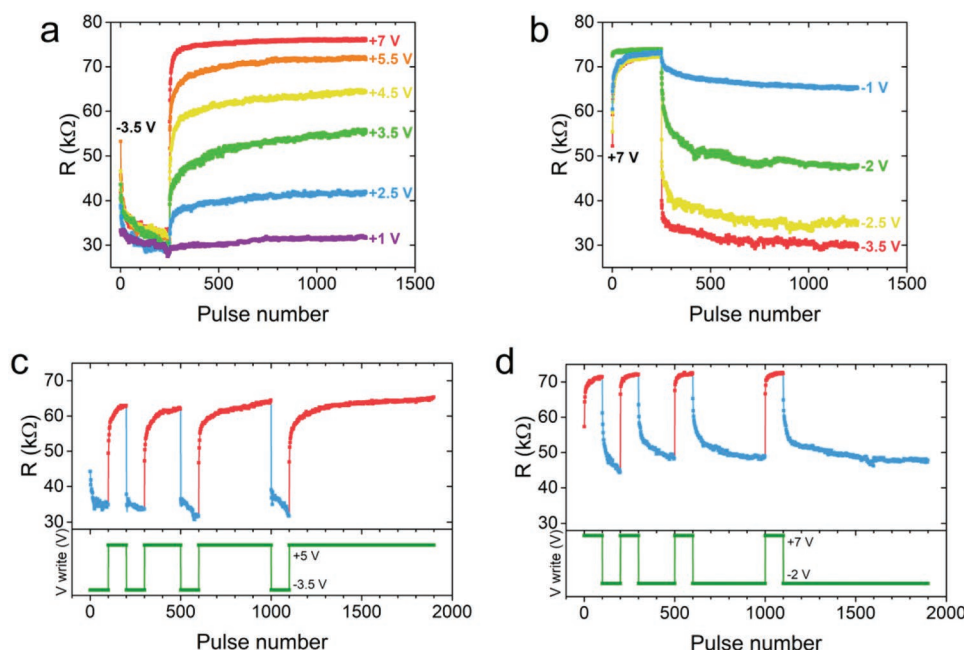 a
80
70
60
50
40
30
R (kΩ)
-3.5 V
+7 V
+5.5 V
+4.5 V
+3.5 V
+2.5 V
+1 V
0 500 1000 1500
Pulse number
b
80
70
60
50
40
30
R (kΩ)
+7 V
-1 V
-2 V
-2.5 V
-3.5 V
0 500 1000 1500
Pulse number
c
70
60
50
40
30
R (kΩ)
V write (V)
+5 V
-3.5 V
0 500 1000 1500 2000
Pulse number
d
70
60
50
40
30
R (kΩ)
V write (V)
+7 V
-2 V
0 500 1000 1500 2000
Pulse number